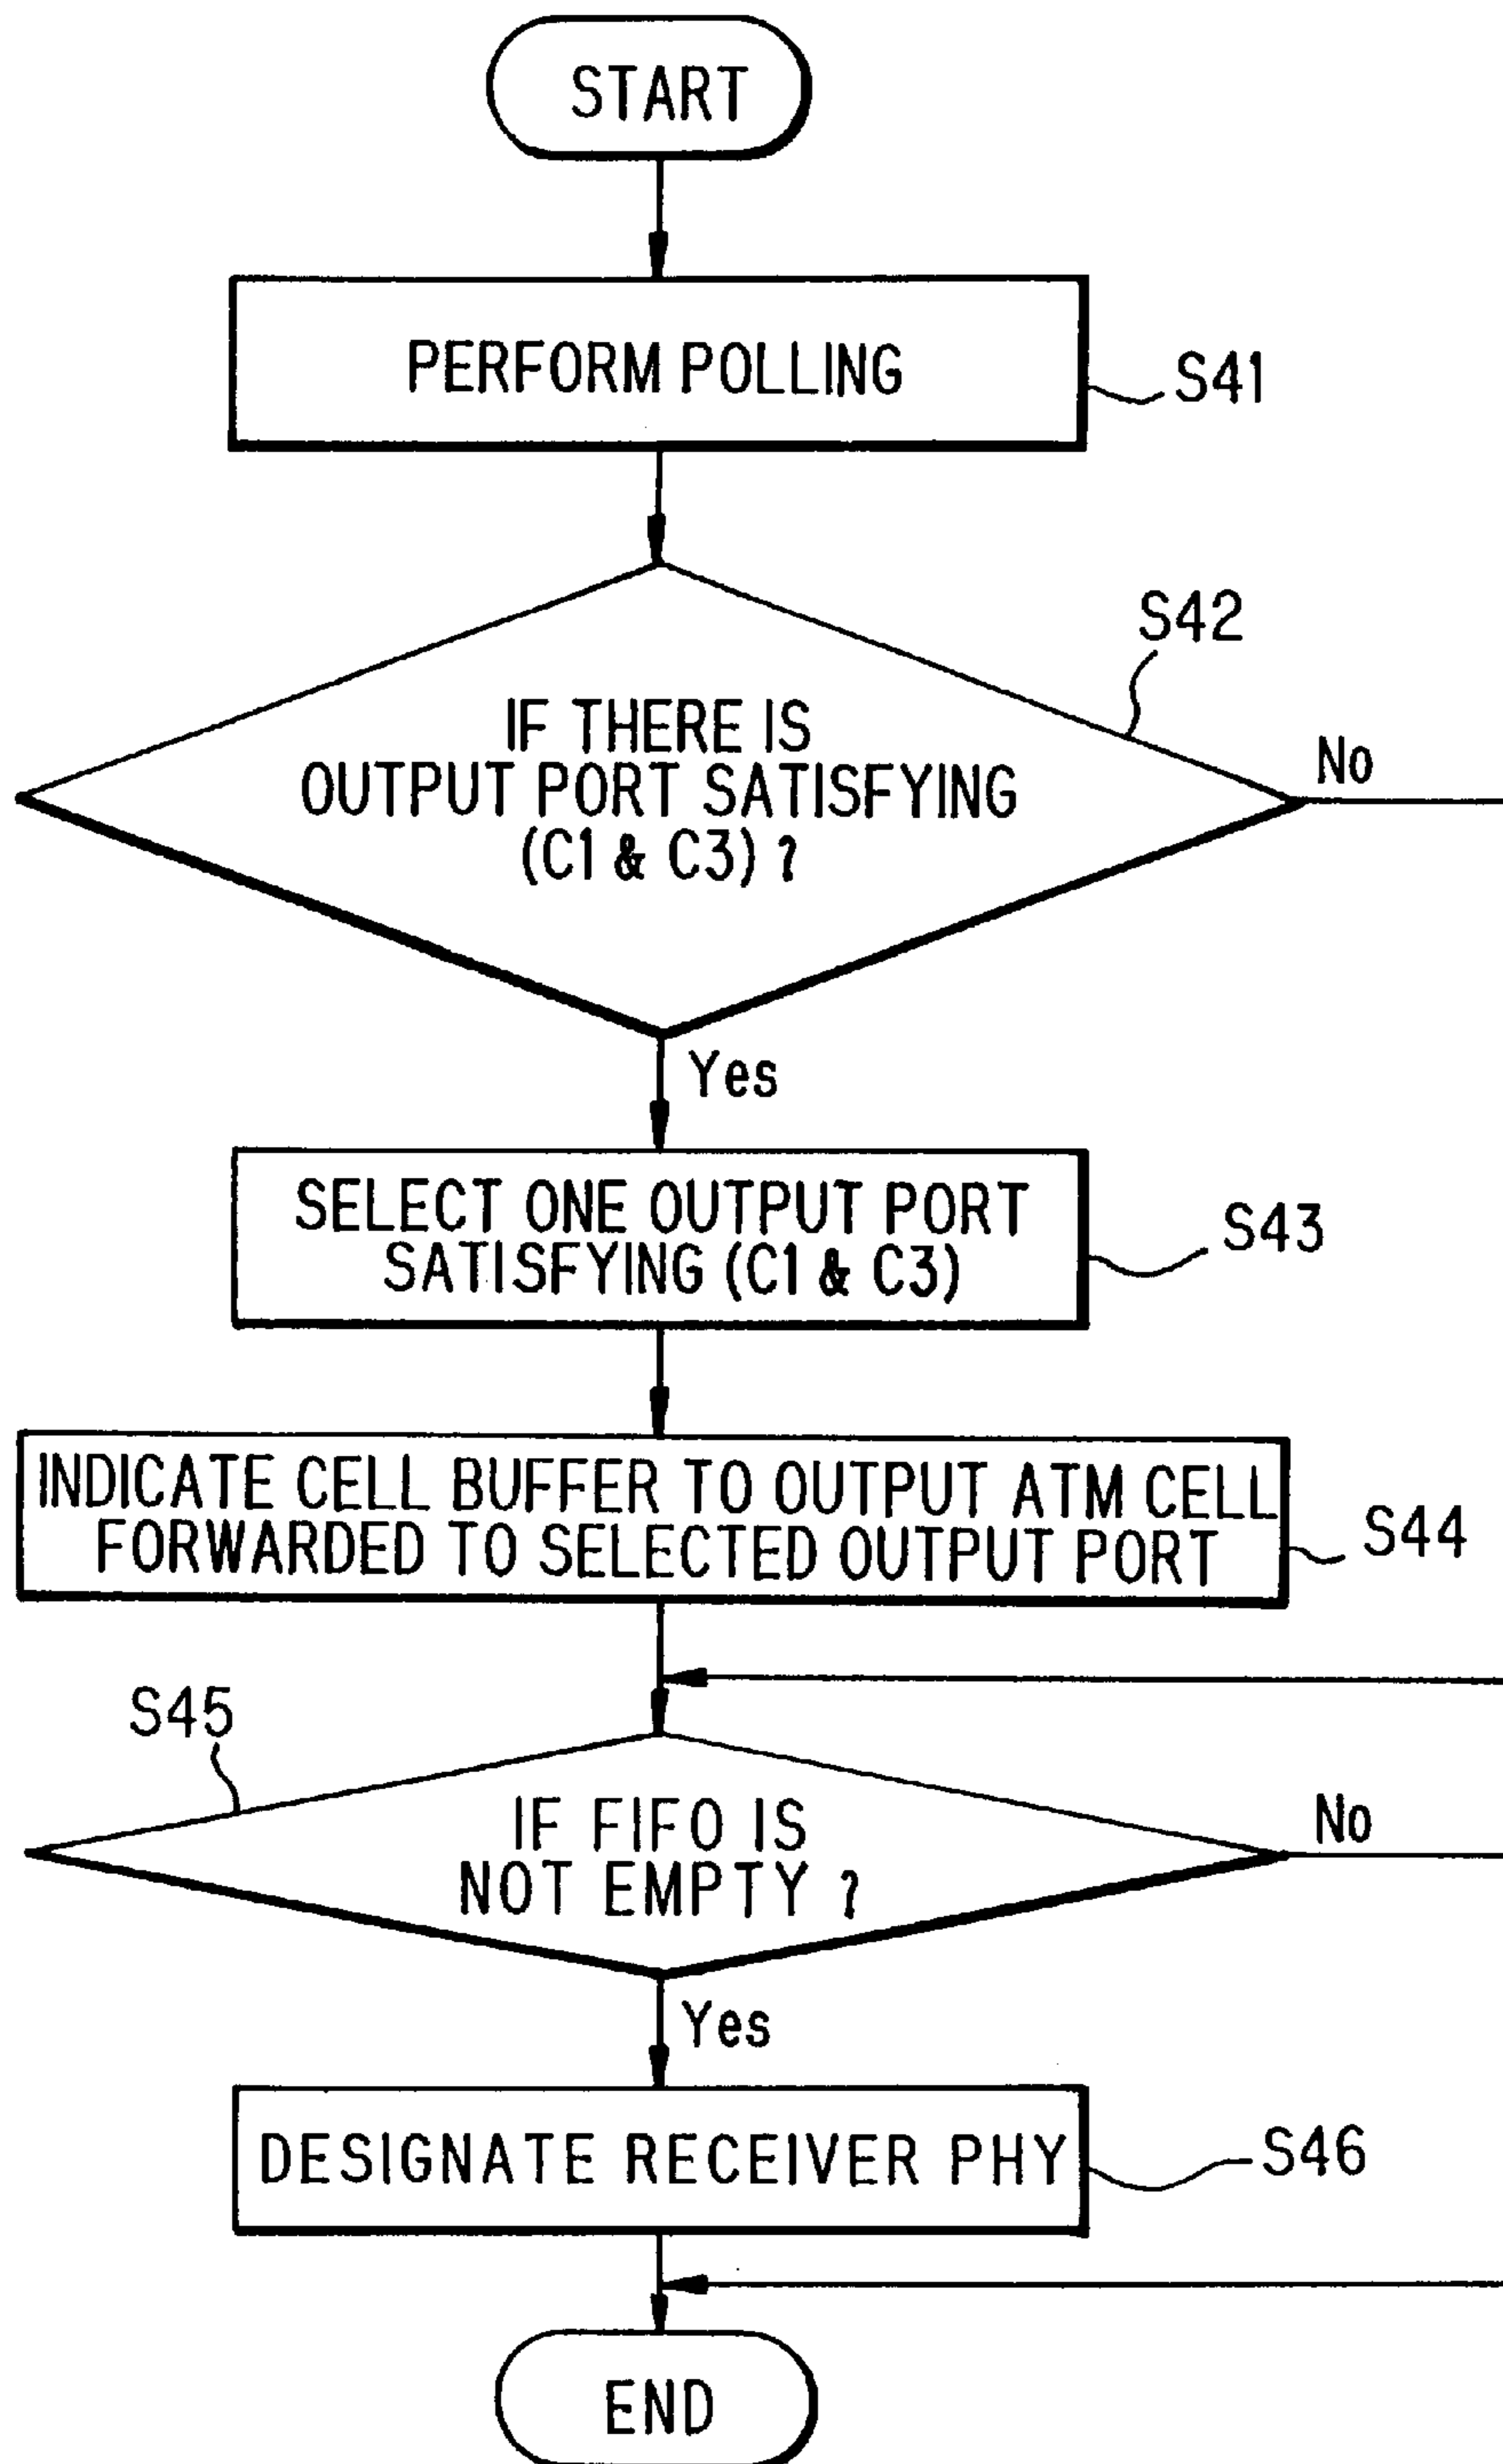 START
PERFORM POLLING
S41
S42
IF THERE IS
OUTPUT PORT SATISFYING
(C1 & C3) ?
No
Yes
SELECT ONE OUTPUT PORT
SATISFYING (C1 & C3)
S43
INDICATE CELL BUFFER TO OUTPUT ATM CELL
FORWARDED TO SELECTED OUTPUT PORT
S44
S45
IF FIFO IS
NOT EMPTY ?
No
Yes
DESIGNATE RECEIVER PHY
S46
END